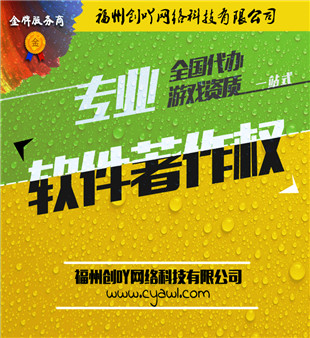 金牌服务商
福州创吖网络科技有限公司
金
专业!
全国代办
游戏资质
一站式
软件著作权
福州创吖网络科技有限公司
www.cyawl.com